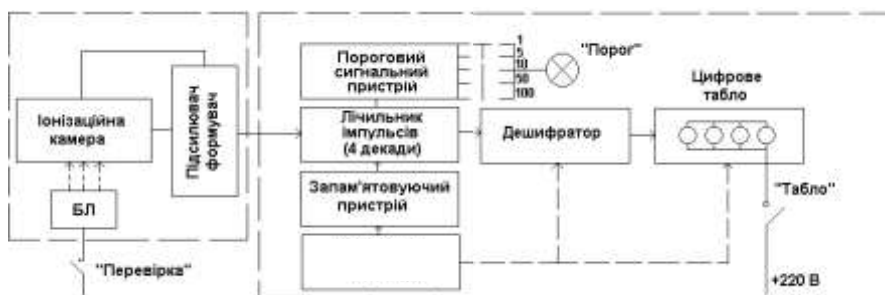 Іонізаційна
камера
Підсилювач
формувач
БЛ
"Перевірка"
Пороговий
сигнальний
пристрій
1
5
10
50
100
"Порог"
Лічильник
імпульсів
(4 декади)
Запам'ятовуючий
пристрій
Дешифратор
Цифрове
табло
"Табло"
+220 В